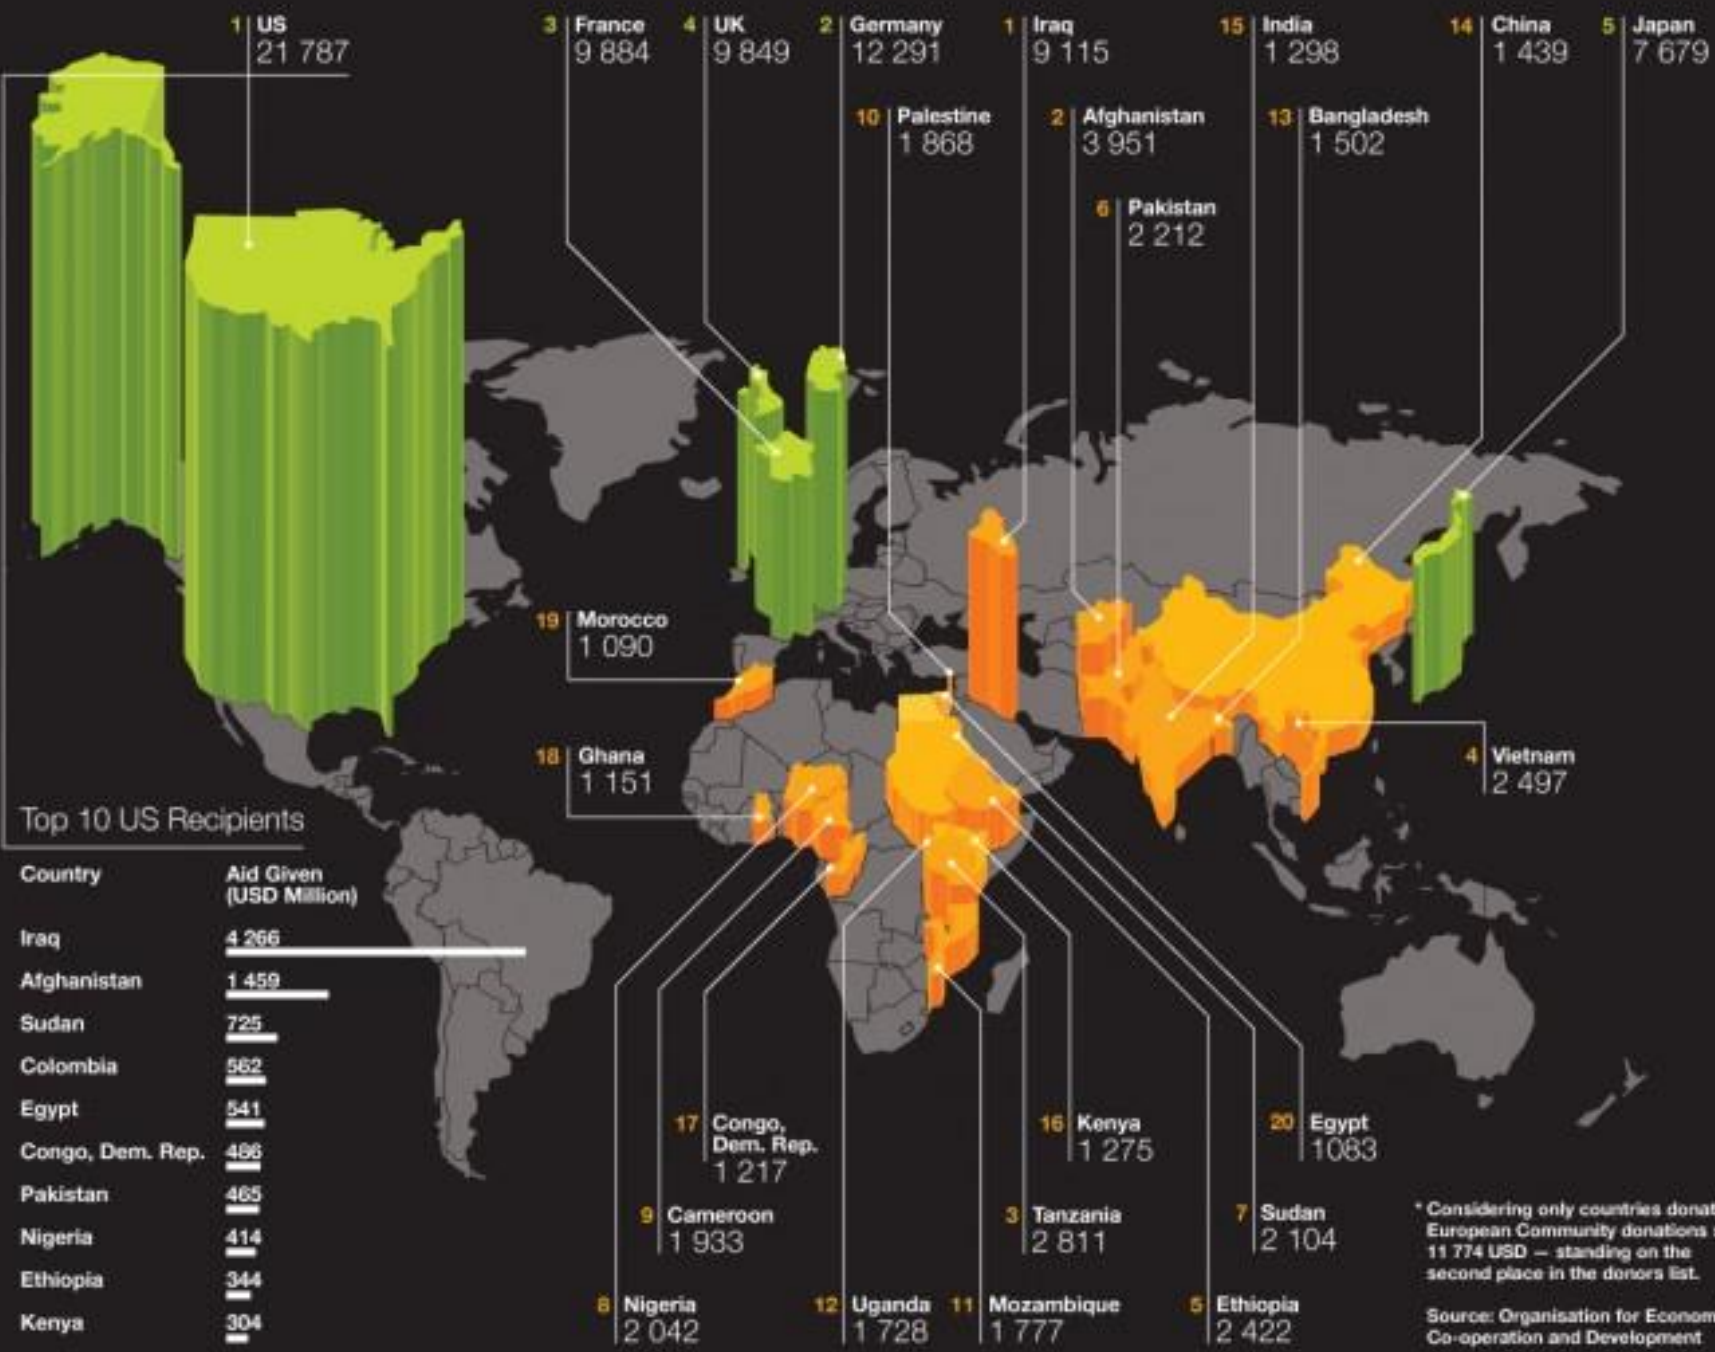 1 US
21 787
3 France
9 884
4 UK
9 849
2 Germany
12 291
1 Iraq
9 115
15 India
1 298
14 China
1 439
5 Japan
7 679
10 Palestine
1 868
2 Afghanistan
3 951
13 Bangladesh
1 502
6 Pakistan
2 212
19 Morocco
1 090
18 Ghana
1 151
4 Vietnam
2 497
Top 10 US Recipients
Country Aid Given
(USD Million)
Iraq 4 266
Afghanistan 1 459
Sudan 725
Colombia 562
Egypt 541
Congo, Dem. Rep. 486
Pakistan 465
Nigeria 414
Ethiopia 344
Kenya 304
17 Congo,
Dem. Rep.
1 217
16 Kenya
1 275
20 Egypt
1083
9 Cameroon
1 933
3 Tanzania
2 811
7 Sudan
2 104
8 Nigeria
2 042
12 Uganda
1 728
11 Mozambique
1 777
5 Ethiopia
2 422
* Considering only countries donat
European Community donations
11 774 USD — standing on the
second place in the donors list.
Source: Organisation for Econom
Co-operation and Development